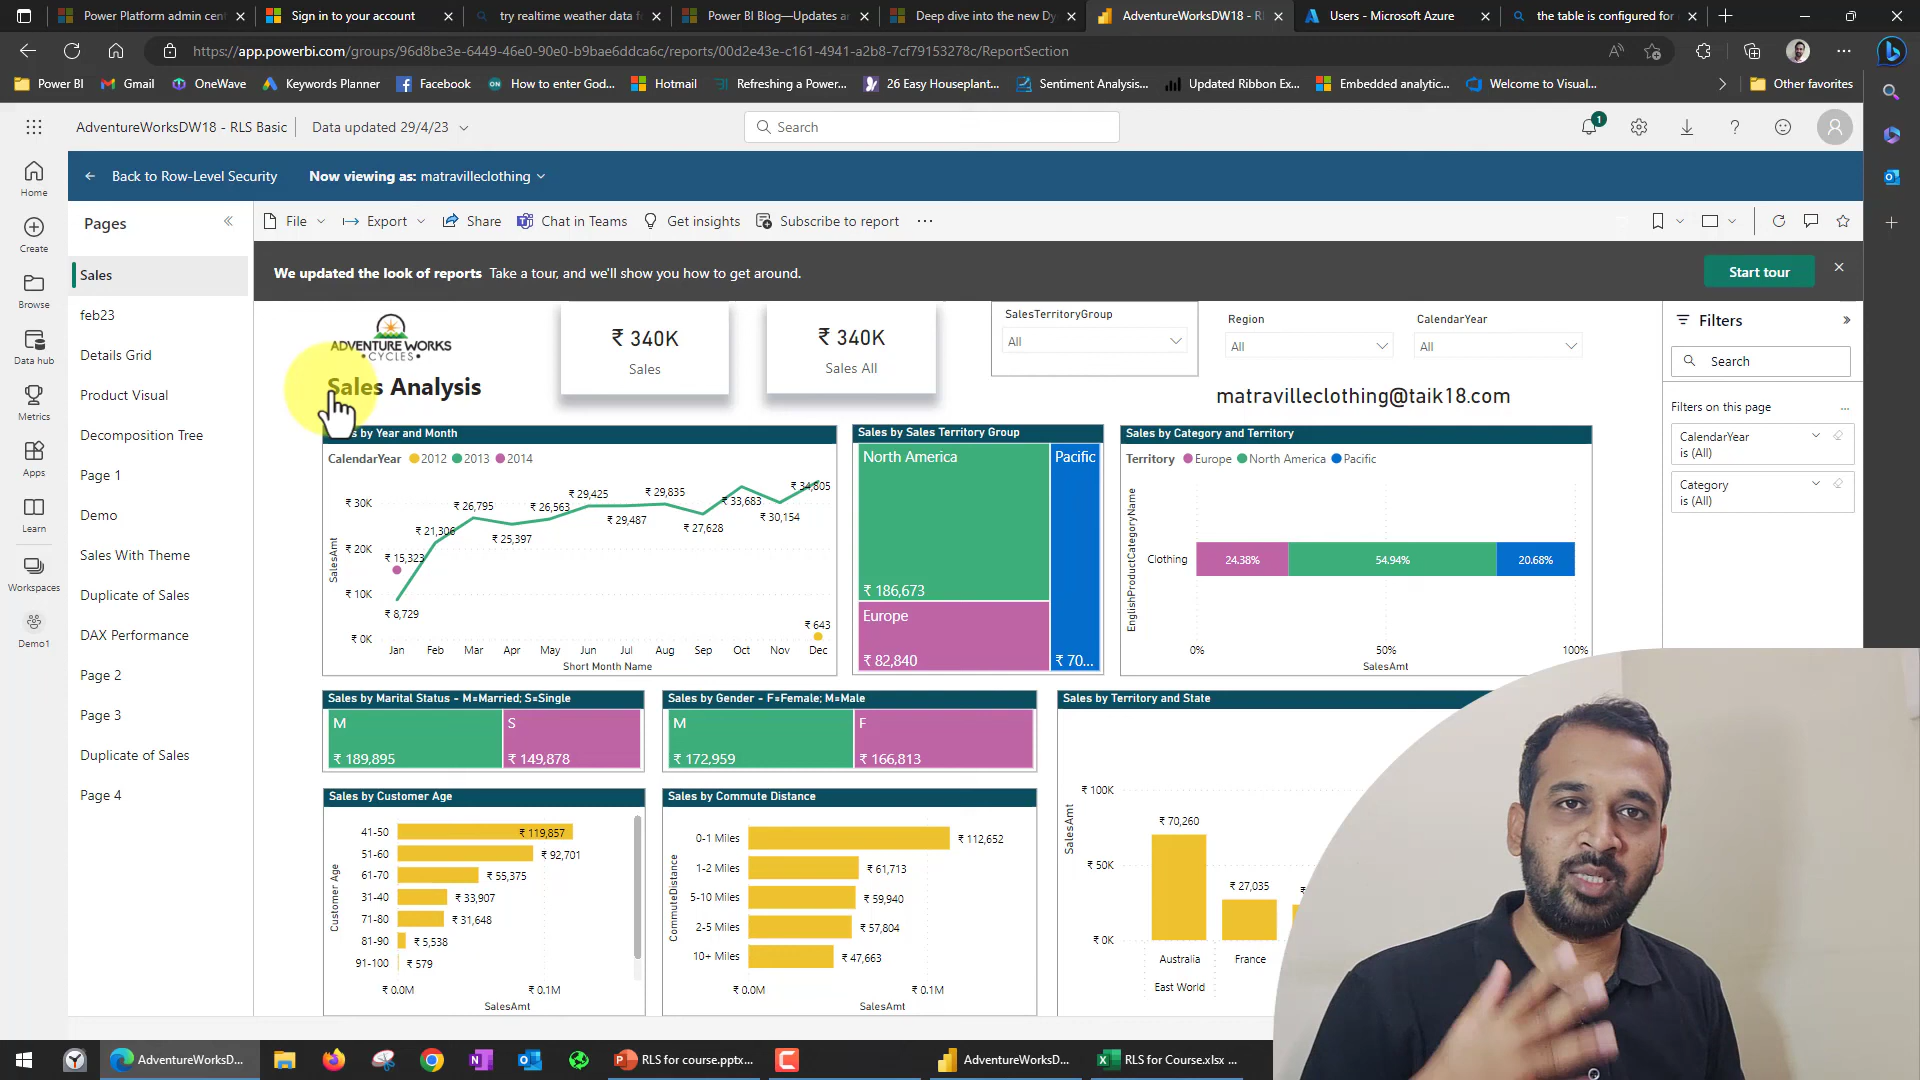 Power Platform admin cen
Sign in to your account
try realtime weather data f
Power BI Blog—Updates a
Deep dive into the new Dy
AdventureWorksDW18 - RL
Users - Microsoft Azure
the table is configured for
https://app.powerbi.com/groups/96d8be3e-6449-46e0-90e0-b9bae6ddca6c/reports/00d2e43e-c161-4941-a2b8-7cf79153278c/ReportSection
Power BI
Gmail
OneWave
Keywords Planner
Facebook
How to enter God...
Hotmail
Refreshing a Power...
26 Easy Houseplant...
Sentiment Analysis...
Updated Ribbon Ex...
Embedded analytic...
Welcome to Visual...
Other favorites
AdventureWorksDW18 - RLS Basic
Data updated 29/4/23
Search
1
Back to Row-Level Security
Now viewing as: matravilleclothing
Home
Create
Browse
Data hub
Metrics
Apps
Learn
Workspaces
Demo1
Pages
Sales
feb23
Details Grid
Product Visual
Decomposition Tree
Page 1
Demo
Sales With Theme
Duplicate of Sales
DAX Performance
Page 2
Page 3
Duplicate of Sales
Page 4
File
Export
Share
Chat in Teams
Get insights
Subscribe to report
We updated the look of reports Take a tour, and we'll show you how to get around.
Start tour
ADVENTURE WORKS
CYCLES
Sales Analysis
₹ 340K
Sales
₹ 340K
Sales All
SalesTerritoryGroup
All
Region
All
CalendarYear
All
matravilleclothing@taik18.com
Filters
Search
Filters on this page
CalendarYear
is (All)
Category
is (All)
by Year and Month
CalendarYear 2012 2013 2014
SalesAmt
₹ 30K
₹ 20K
₹ 10K
₹ 0K
₹ 8,729
₹ 15,323
₹ 21,306
₹ 26,795
₹ 25,397
₹ 26,563
₹ 29,425
₹ 29,487
₹ 29,835
₹ 27,628
₹ 33,683
₹ 30,154
₹ 34,805
₹ 643
Jan Feb Mar Apr May Jun Jul Aug Sep Oct Nov Dec
Short Month Name
Sales by Sales Territory Group
North America
₹ 186,673
Europe
₹ 82,840
Pacific
₹ 70...
Sales by Category and Territory
Territory Europe North America Pacific
EnglishProductCategoryName
Clothing
24.38%
54.94%
20.68%
0% 50% 100%
SalesAmt
Sales by Marital Status - M=Married; S=Single
M
₹ 189,895
S
₹ 149,878
Sales by Gender - F=Female; M=Male
M
₹ 172,959
F
₹ 166,813
Sales by Territory and State
SalesAmt
₹ 100K
₹ 50K
₹ 0K
₹ 70,260
₹ 27,035
Australia
France
East World
Sales by Customer Age
Customer Age
41-50 ₹ 119,857
51-60 ₹ 92,701
61-70 ₹ 55,375
31-40 ₹ 33,907
71-80 ₹ 31,648
81-90 ₹ 5,538
91-100 ₹ 579
₹ 0.0M ₹ 0.1M
SalesAmt
Sales by Commute Distance
CommuteDistance
0-1 Miles ₹ 112,652
1-2 Miles ₹ 61,713
5-10 Miles ₹ 59,940
2-5 Miles ₹ 57,804
10+ Miles ₹ 47,663
₹ 0.0M ₹ 0.1M
SalesAmt
AdventureWorksD...
RLS for course.pptx...
AdventureWorksD...
RLS for Course.xlsx ...